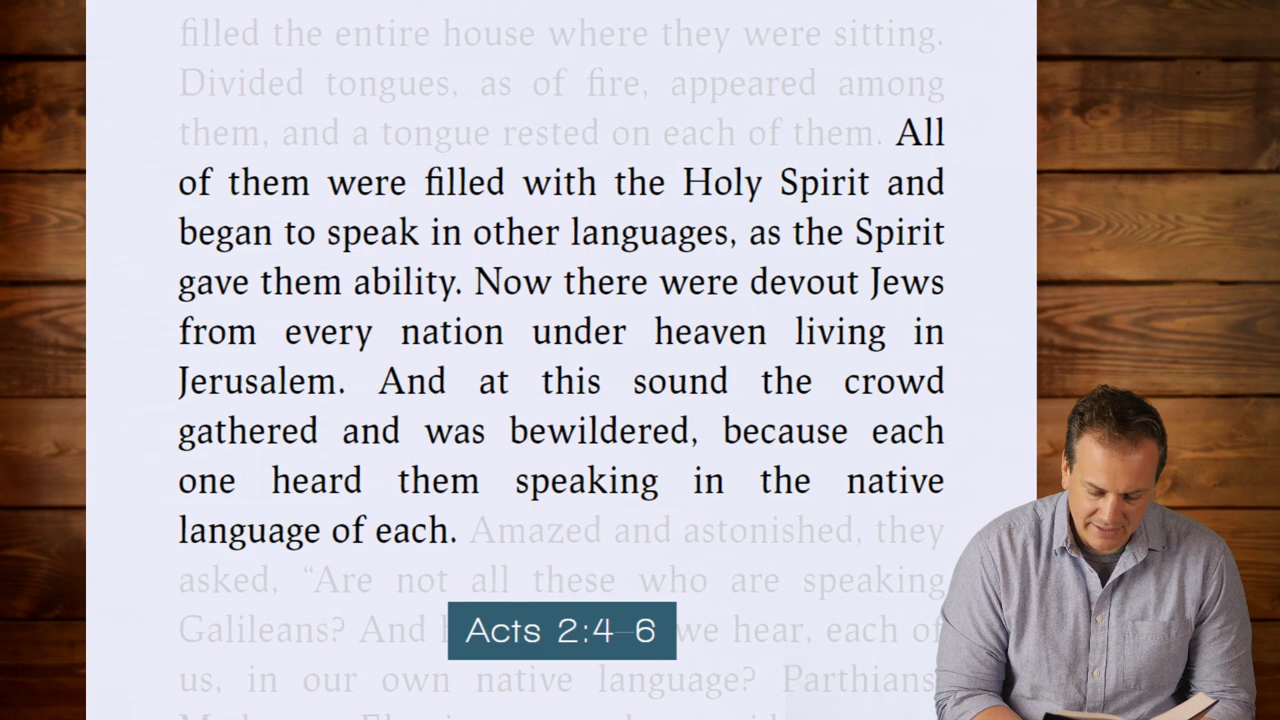 filled the entire house where they were sitting.
Divided tongues, as of fire, appeared among
them, and a tongue rested on each of them. All
of them were filled with the Holy Spirit and
began to speak in other languages, as the Spirit
gave them ability. Now there were devout Jews
from every nation under heaven living in
Jerusalem. And at this sound the crowd
gathered and was bewildered, because each
one heard them speaking in the native
language of each. Amazed and astonished, they
asked, “Are not all these who are speaking
Galileans? And we hear, each of
Acts 2:4–6
us, in our own native language? Parthians,